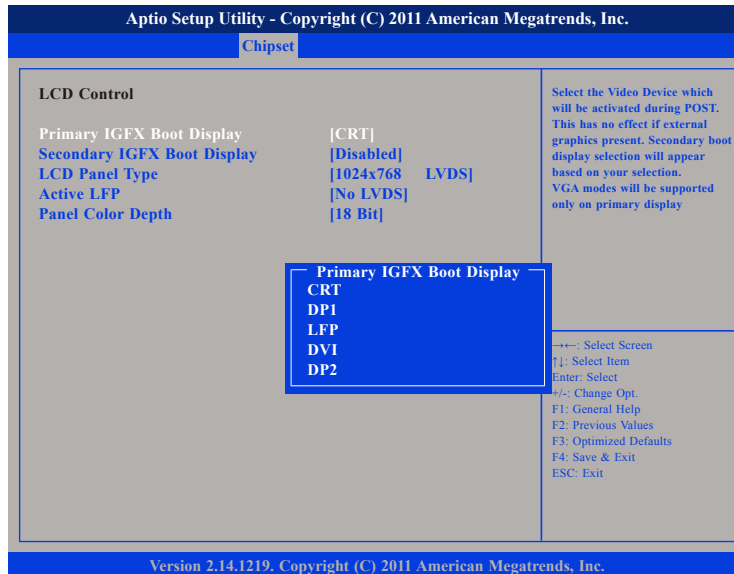 Aptio Setup Utility - Copyright (C) 2011 American Megatrends, Inc.
Chipset
LCD Control
Primary IGFX Boot Display [CRT]
Secondary IGFX Boot Display [Disabled]
LCD Panel Type [1024x768 LVDS]
Active LFP [No LVDS]
Panel Color Depth [18 Bit]
Primary IGFX Boot Display
CRT
DP1
LFP
DVI
DP2
Select the Video Device which
will be activated during POST.
This has no effect if external
graphics present. Secondary boot
display selection will appear
based on your selection.
VGA modes will be supported
only on primary display
→←: Select Screen
↑↓: Select Item
Enter: Select
+/-: Change Opt.
F1: General Help
F2: Previous Values
F3: Optimized Defaults
F4: Save & Exit
ESC: Exit
Version 2.14.1219. Copyright (C) 2011 American Megatrends, Inc.